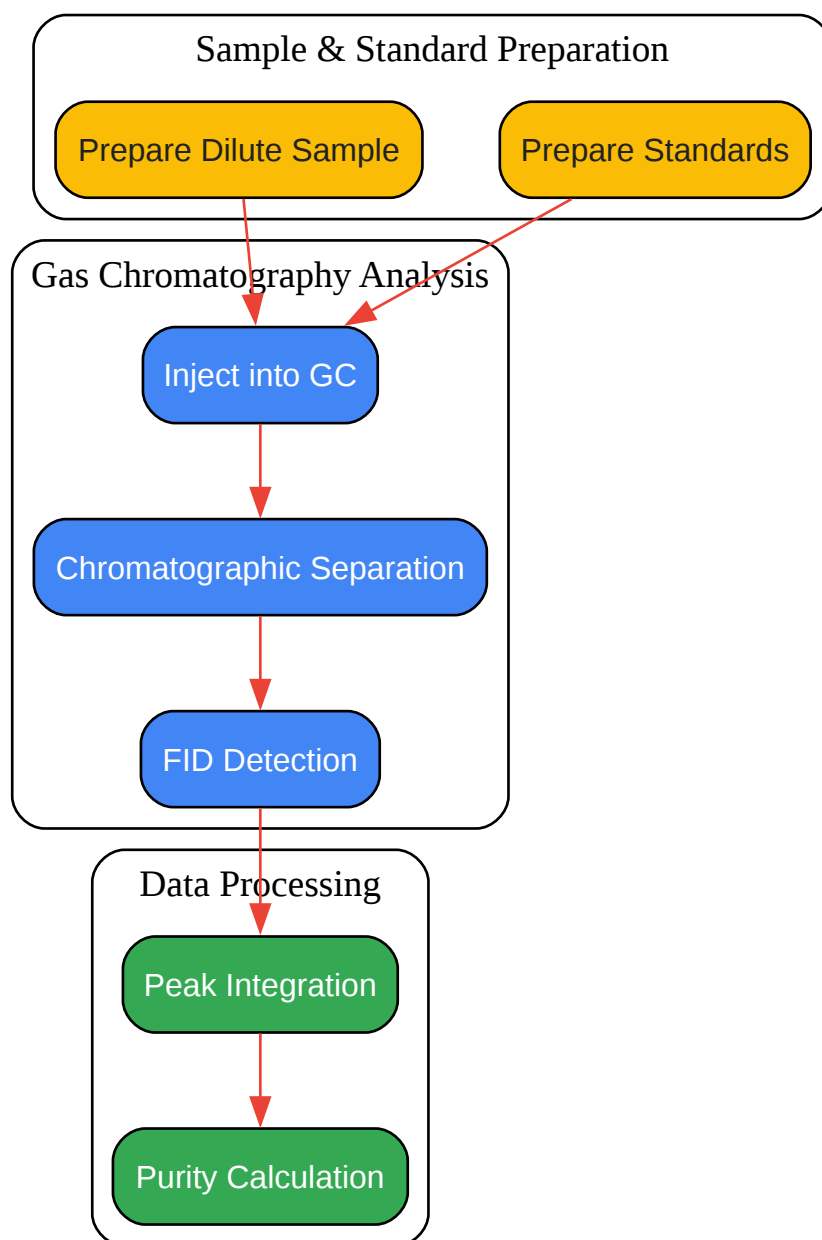 Sample & Standard Preparation
Prepare Dilute Sample
Prepare Standards
Gas Chromatography Analysis
Inject into GC
Chromatographic Separation
FID Detection
Data Processing
Peak Integration
Purity Calculation